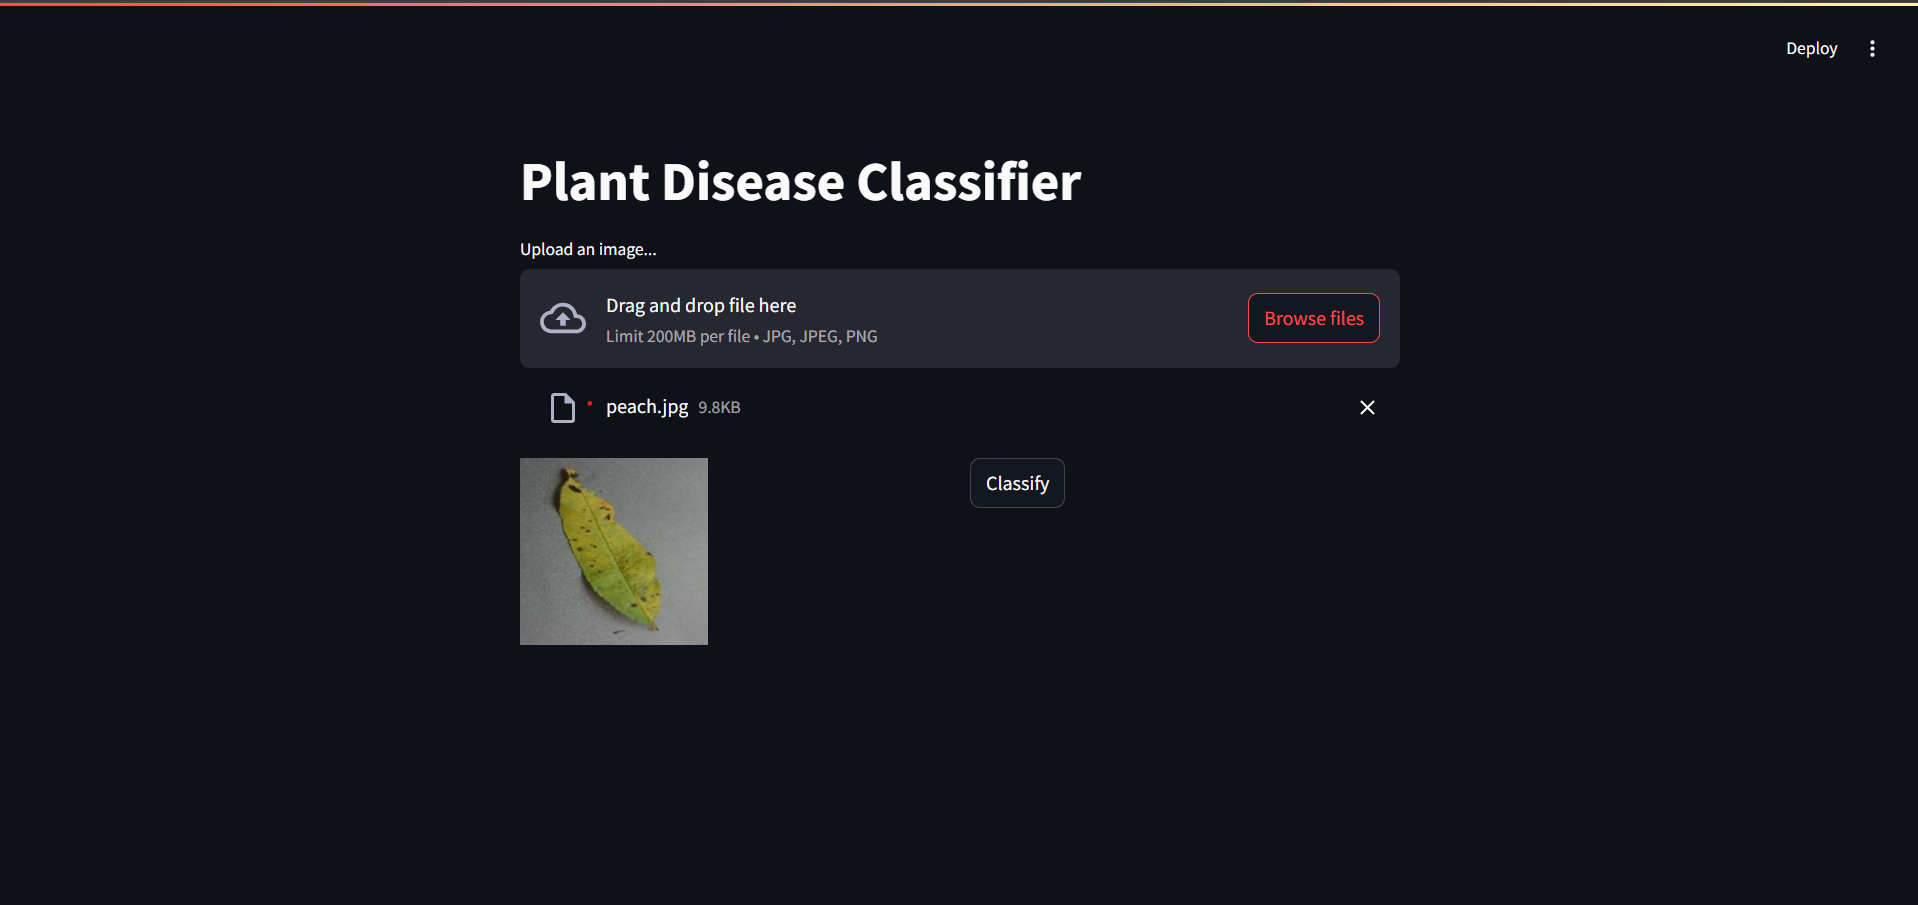 Deploy
Plant Disease Classifier
Upload an image...
Drag and drop file here
Limit 200MB per file • JPG, JPEG, PNG
Browse files
peach.jpg 9.8KB
Classify